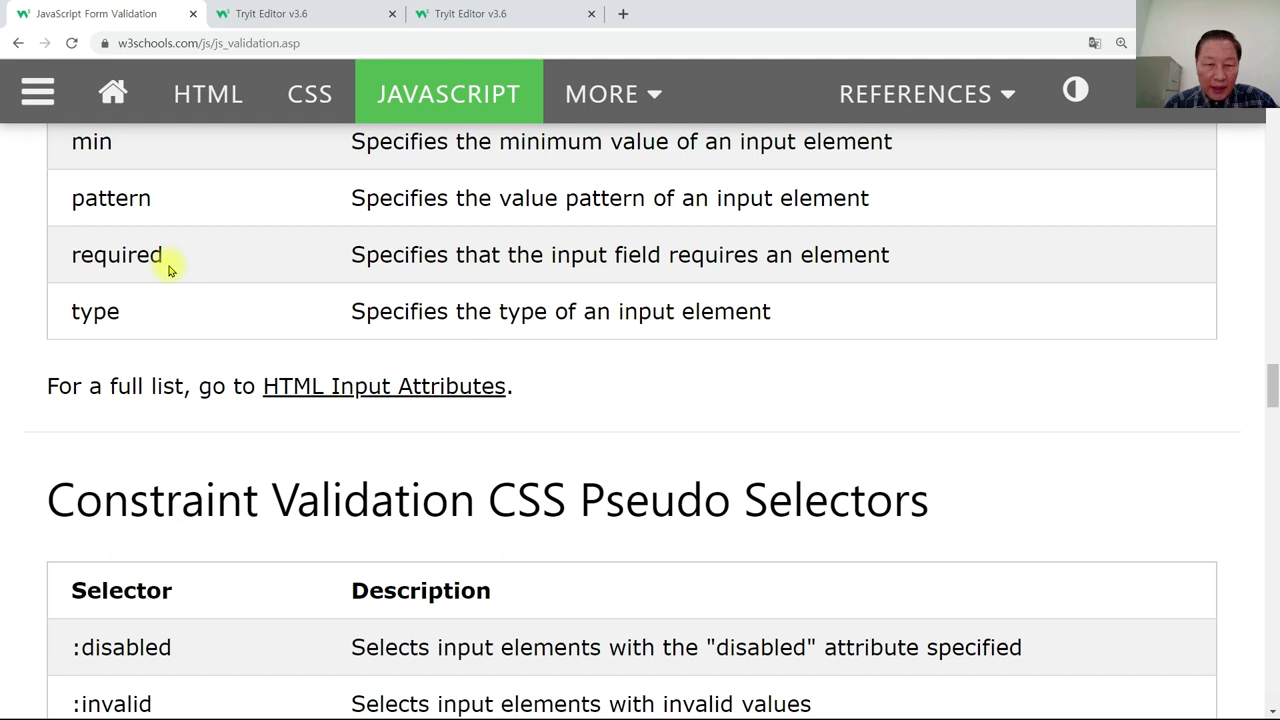 JavaScript Form Validation
Tryit Editor v3.6
Tryit Editor v3.6
w3schools.com/js/js_validation.asp
HTML CSS JAVASCRIPT MORE REFERENCES
min Specifies the minimum value of an input element
pattern Specifies the value pattern of an input element
required Specifies that the input field requires an element
type Specifies the type of an input element
For a full list, go to HTML Input Attributes.
Constraint Validation CSS Pseudo Selectors
Selector Description
:disabled Selects input elements with the "disabled" attribute specified
:invalid Selects input elements with invalid values